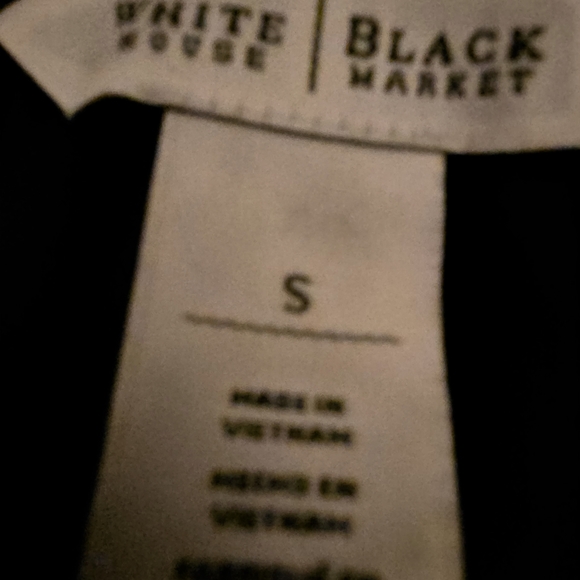 WHITE HOUSE | BLACK MARKET
S
MADE IN
VIETNAM
HECHO EN
VIETNAM